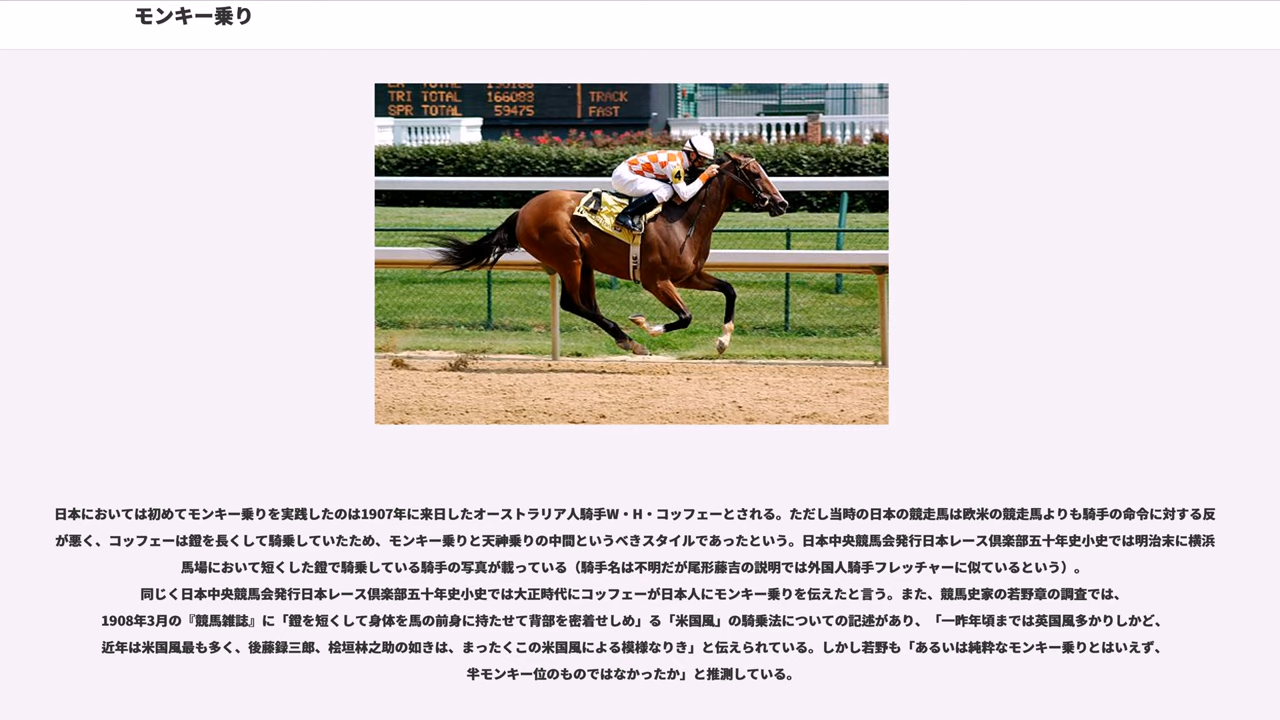 モンキー乗り
TRI TOTAL 166083 TRACK
SPR TOTAL 59475 FAST
4
日本においては初めてモンキー乗りを実践したのは1907年に来日したオーストラリア人騎手W・H・コッフェーとされる。ただし当時の日本の競走馬は欧米の競走馬よりも騎手の命令に対する反
が悪く、コッフェーは鐙を長くして騎乗していたため、モンキー乗りと天神乗りの中間というべきスタイルであったという。日本中央競馬会発行日本レース倶楽部五十年史小史では明治末に横浜
馬場において短くした鐙で騎乗している騎手の写真が載っている（騎手名は不明だが尾形藤吉の説明では外国人騎手フレッチャーに似ているという）。
同じく日本中央競馬会発行日本レース倶楽部五十年史小史では大正時代にコッフェーが日本人にモンキー乗りを伝えたと言う。また、競馬史家の若野章の調査では、
1908年3月の『競馬雑誌』に「鐙を短くして身体を馬の前身に持たせて背部を密着せしめ」る「米国風」の騎乗法についての記述があり、「一昨年頃までは英国風多かりしかど、
近年は米国風最も多く、後藤録三郎、桧垣林之助の如きは、まったくこの米国風による模様なりき」と伝えられている。しかし若野も「あるいは純粋なモンキー乗りとはいえず、
半モンキー位のものではなかったか」と推測している。